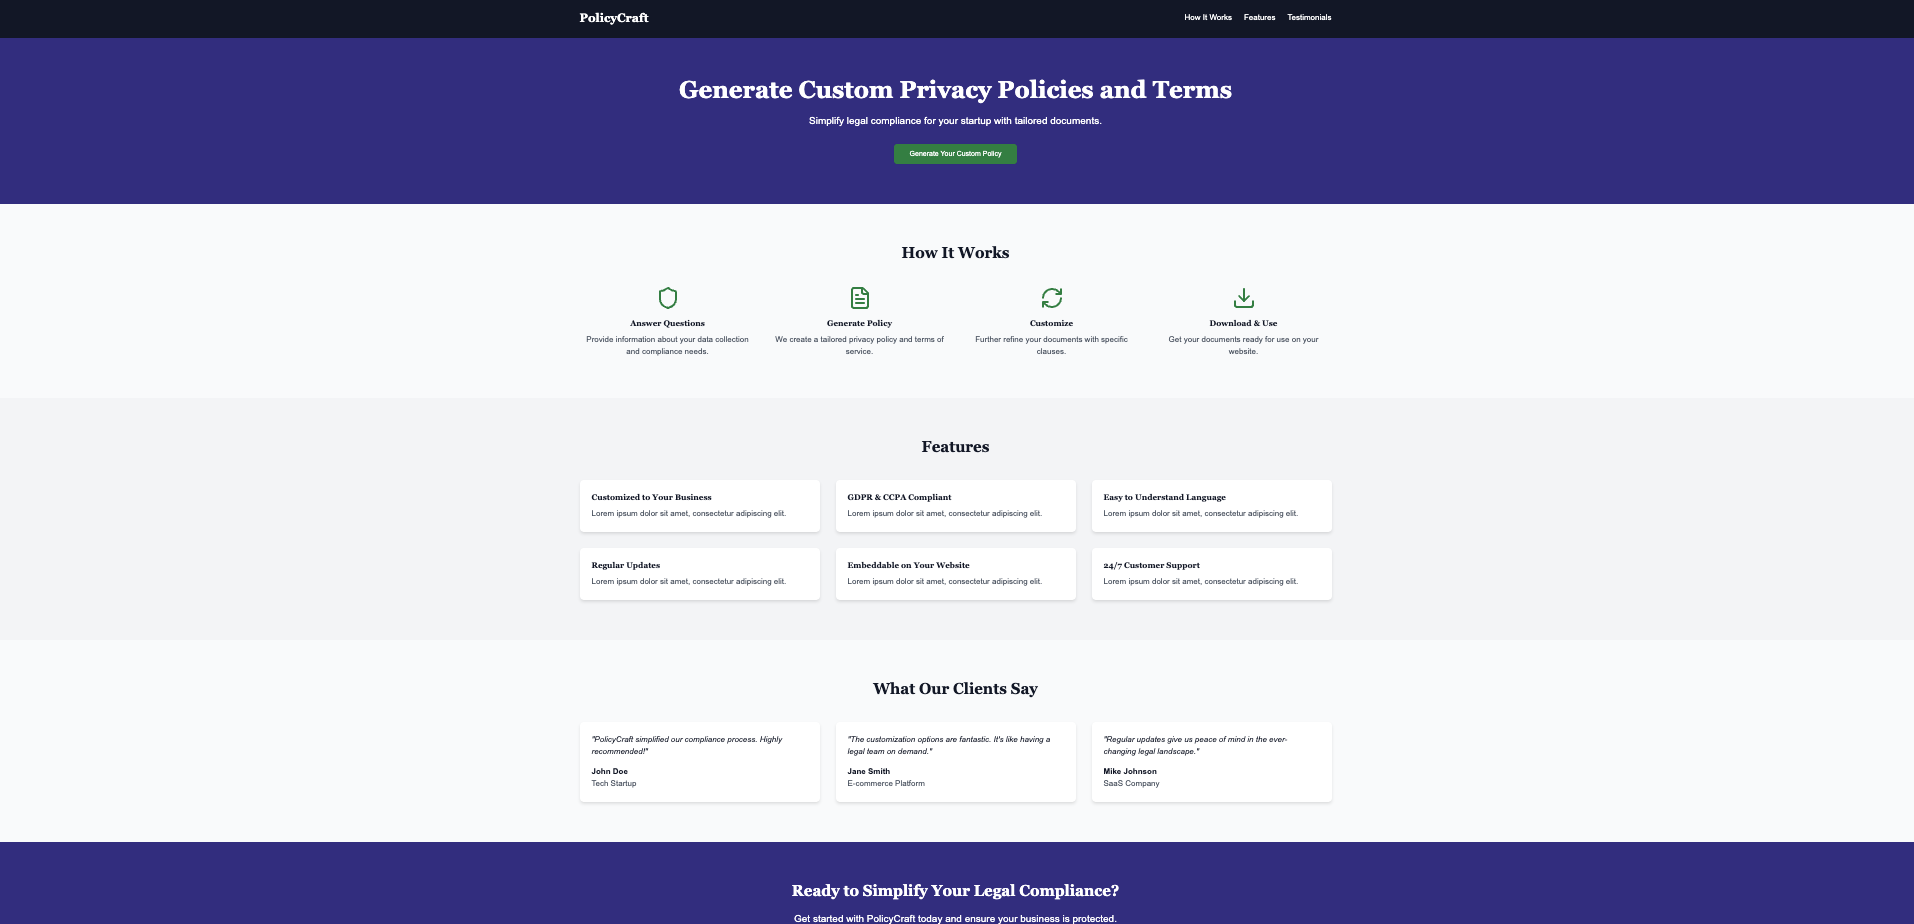 PolicyCraft
How It Works
Features
Testimonials
Generate Custom Privacy Policies and Terms
Simplify legal compliance for your startup with tailored documents.
Generate Your Custom Policy
How It Works
Answer Questions
Provide information about your data collection
and compliance needs.
Generate Policy
We create a tailored privacy policy and terms of
service.
Customize
Further refine your documents with specific
clauses.
Download & Use
Get your documents ready for use on your
website.
Features
Customized to Your Business
Lorem ipsum dolor sit amet, consectetur adipiscing elit.
GDPR & CCPA Compliant
Lorem ipsum dolor sit amet, consectetur adipiscing elit.
Easy to Understand Language
Lorem ipsum dolor sit amet, consectetur adipiscing elit.
Regular Updates
Lorem ipsum dolor sit amet, consectetur adipiscing elit.
Embeddable on Your Website
Lorem ipsum dolor sit amet, consectetur adipiscing elit.
24/7 Customer Support
Lorem ipsum dolor sit amet, consectetur adipiscing elit.
What Our Clients Say
"PolicyCraft simplified our compliance process. Highly
recommended!"
John Doe
Tech Startup
"The customization options are fantastic. It's like having a
legal team on demand."
Jane Smith
E-commerce Platform
"Regular updates give us peace of mind in the ever-
changing legal landscape."
Mike Johnson
SaaS Company
Ready to Simplify Your Legal Compliance?
Get started with PolicyCraft today and ensure your business is protected.